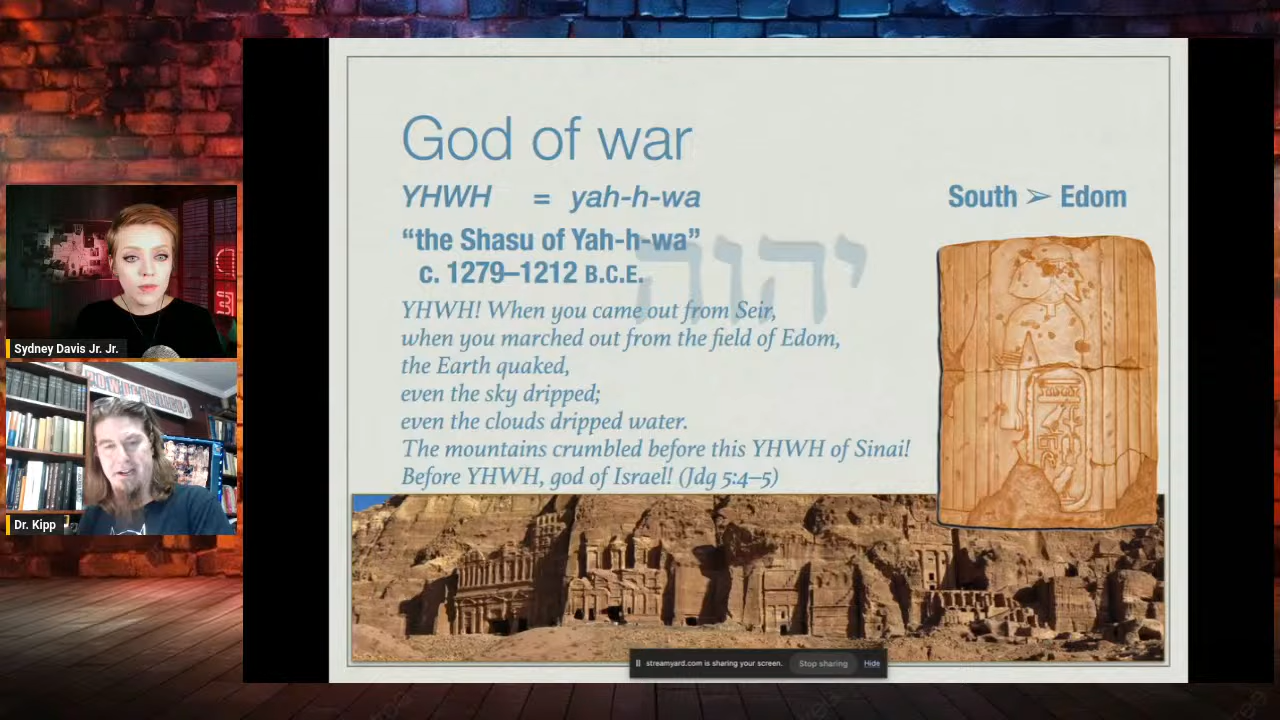 God of war
YHWH = yah-h-wa
South ➢ Edom
“the Shasu of Yah-h-wa”
c. 1279–1212 B.C.E.
יהוה
YHWH! When you came out from Seir,
when you marched out from the field of Edom,
the Earth quaked,
even the sky dripped;
even the clouds dripped water.
The mountains crumbled before this YHWH of Sinai!
Before YHWH, god of Israel! (Jdg 5:4–5)
Sydney Davis Jr. Jr.
Dr. Kipp
streamyard.com is sharing your screen.
Stop sharing
Hide